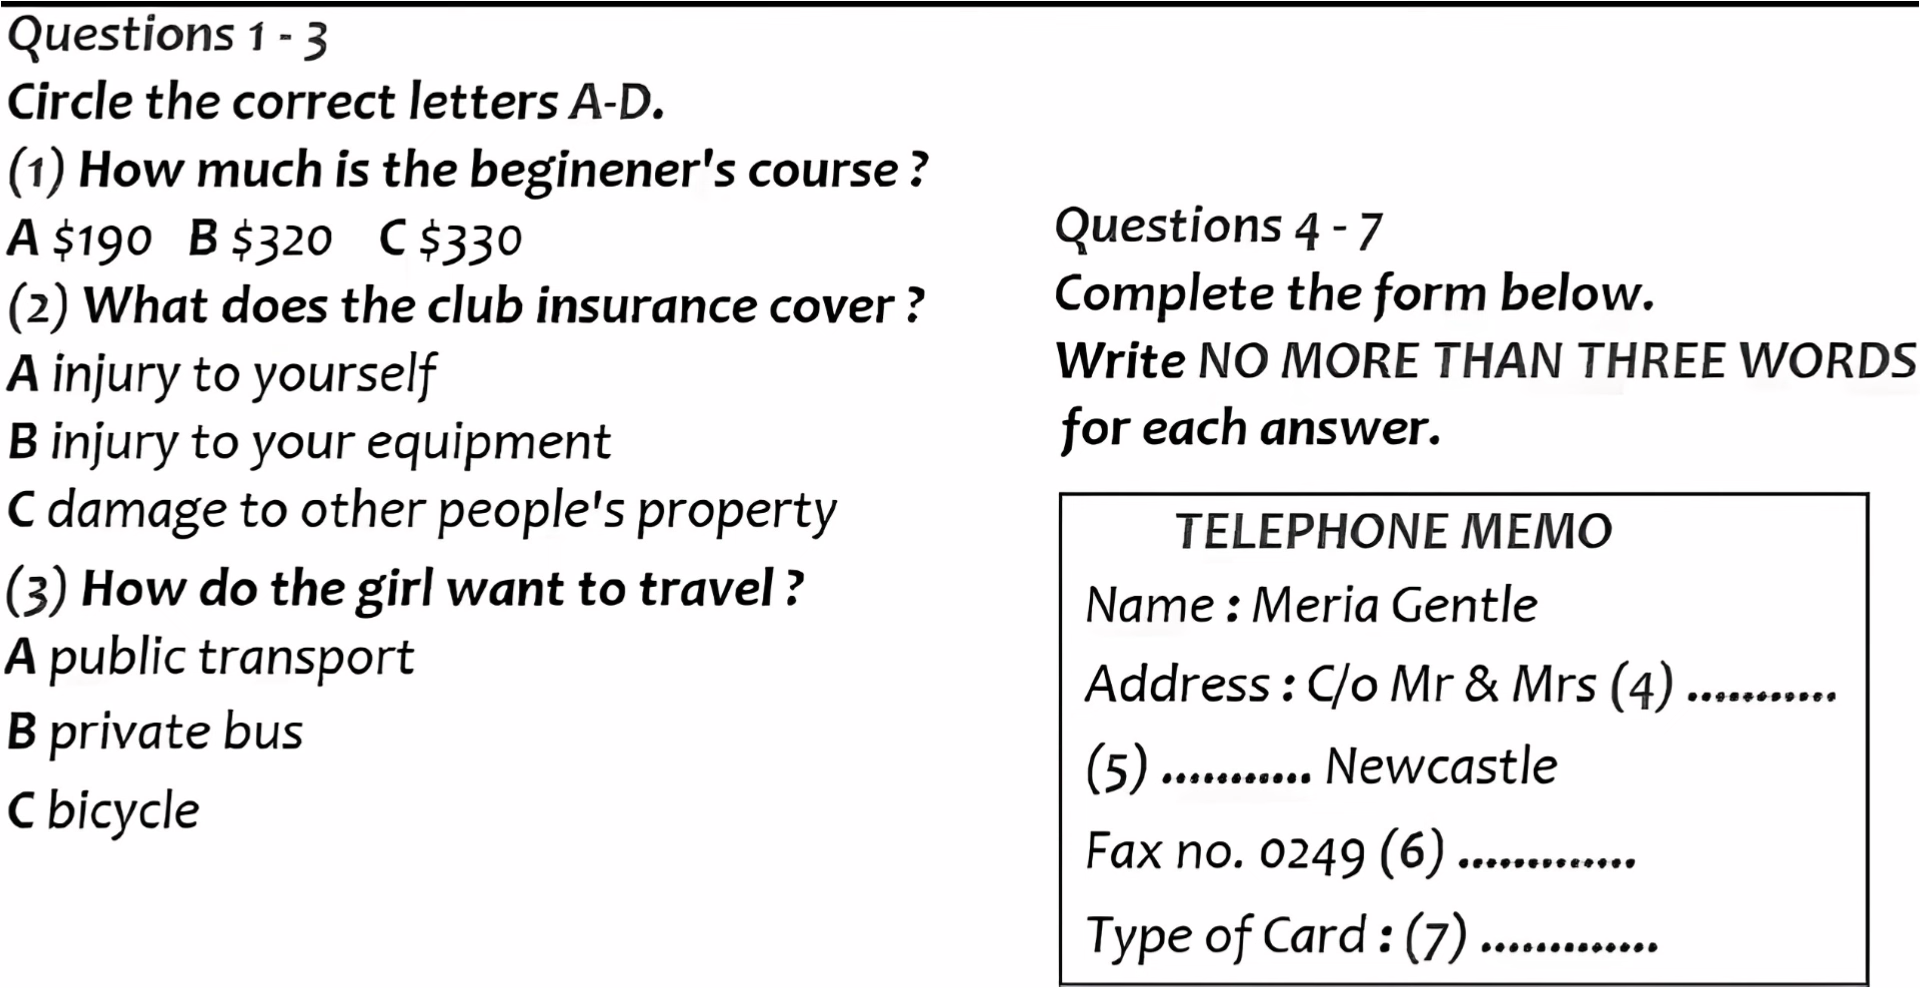 Questions 1 - 3
Circle the correct letters A-D.
(1) How much is the beginener's course ?
A $190 B $320 C $330
(2) What does the club insurance cover ?
A injury to yourself
B injury to your equipment
C damage to other people's property
(3) How do the girl want to travel ?
A public transport
B private bus
C bicycle
Questions 4 - 7
Complete the form below.
Write NO MORE THAN THREE WORDS
for each answer.
TELEPHONE MEMO
Name : Meria Gentle
Address : C/o Mr & Mrs (4) ...........
(5) ........... Newcastle
Fax no. 0249 (6) .............
Type of Card : (7) .............